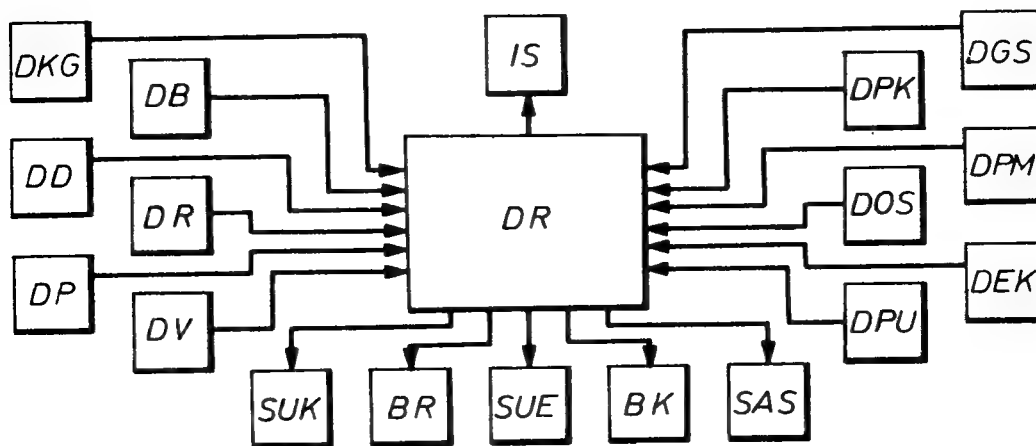 DKG
IS
DGS
DB
DPK
DD
DR
DPM
DR
DOS
DP
DEK
DV
DPU
SUK
BR
SUE
BK
SAS